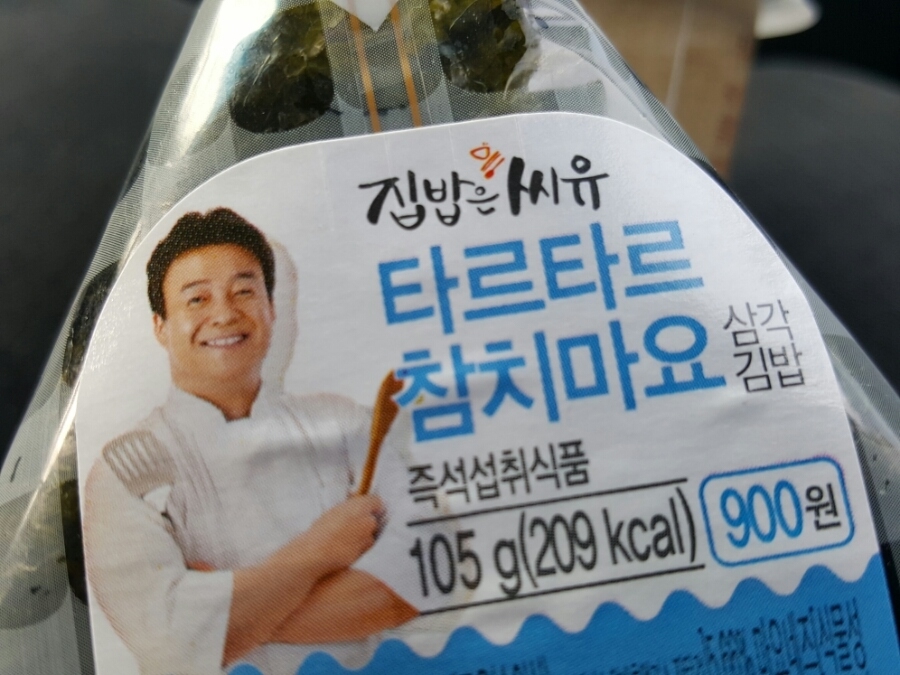 집밥은 씨유
타르타르
참치마요
삼각
김밥
즉석섭취식품
105 g(209 kcal)
900원